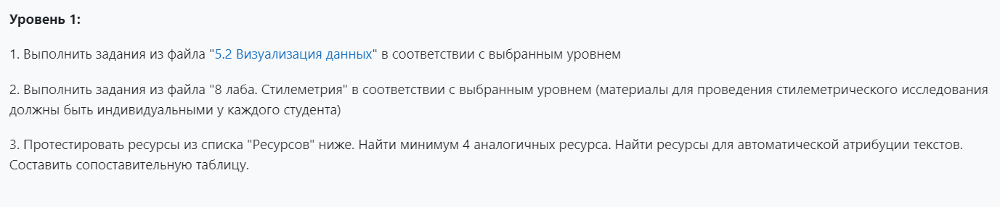 Уровень 1:
1. Выполнить задания из файла "5.2 Визуализация данных" в соответствии с выбранным уровнем
2. Выполнить задания из файла "8 лаба. Стилеметрия" в соответствии с выбранным уровнем (материалы для проведения стилеметрического исследования
должны быть индивидуальными у каждого студента)
3. Протестировать ресурсы из списка "Ресурсов" ниже. Найти минимум 4 аналогичных ресурса. Найти ресурсы для автоматической атрибуции текстов.
Составить сопоставительную таблицу.